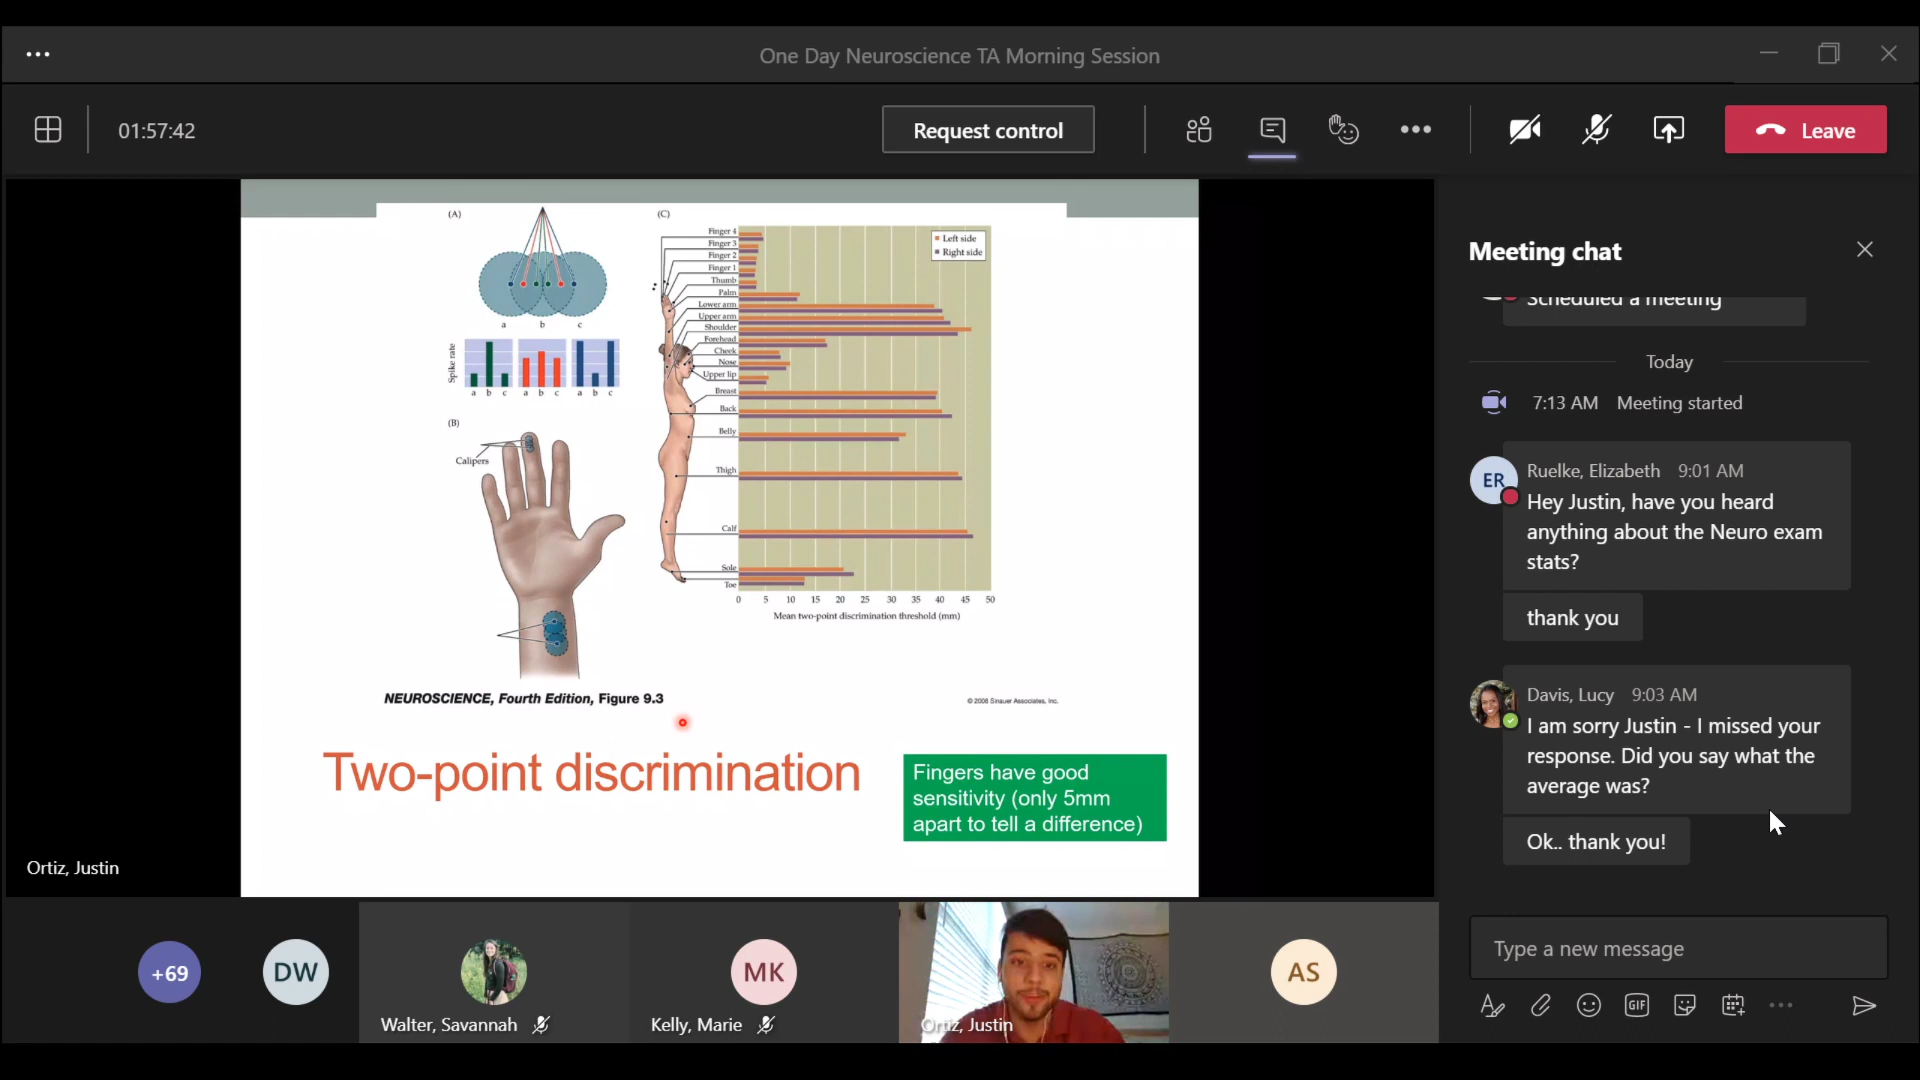 One Day Neuroscience TA Morning Session
01:57:42
Request control
Leave
(A)
a b c
Spike rate
a b c a b c a b c
(B)
Calipers
(C)
Finger 4
Finger 3
Finger 2
Finger 1
Thumb
Palm
Lower arm
Upper arm
Shoulder
Forehead
Cheek
Nose
Upper lip
Breast
Back
Belly
Thigh
Calf
Sole
Toe
Left side
Right side
0 5 10 15 20 25 30 35 40 45 50
Mean two-point discrimination threshold (mm)
NEUROSCIENCE, Fourth Edition, Figure 9.3
© 2008 Sinauer Associates, Inc.
Two-point discrimination
Fingers have good
sensitivity (only 5mm
apart to tell a difference)
Ortiz, Justin
+69
DW
Walter, Savannah
MK
Kelly, Marie
Ortiz, Justin
AS
Meeting chat
Scheduled a meeting
Today
7:13 AM Meeting started
ER
Ruelke, Elizabeth 9:01 AM
Hey Justin, have you heard
anything about the Neuro exam
stats?
thank you
Davis, Lucy 9:03 AM
I am sorry Justin - I missed your
response. Did you say what the
average was?
Ok.. thank you!
Type a new message
GIF